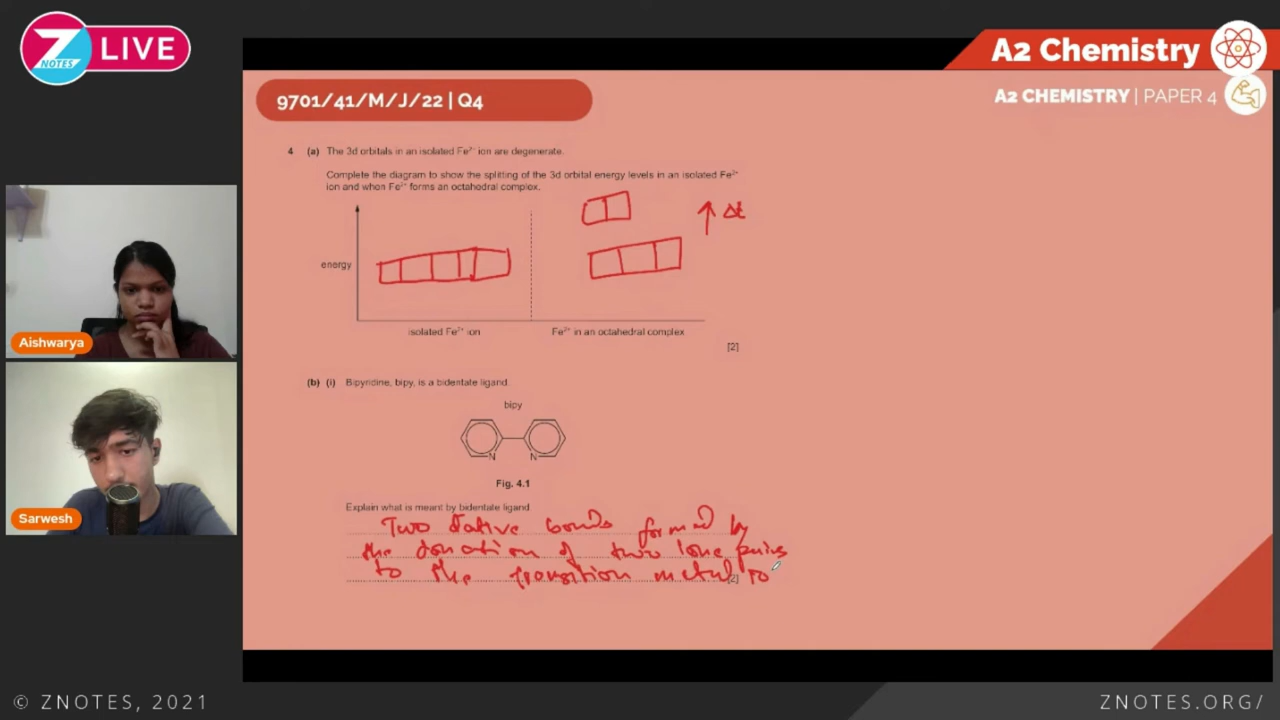 Z NOTES LIVE
A2 Chemistry
A2 CHEMISTRY | PAPER 4
9701/41/M/J/22 | Q4
4 (a) The 3d orbitals in an isolated Fe²⁺ ion are degenerate.
Complete the diagram to show the splitting of the 3d orbital energy levels in an isolated Fe²⁺
ion and when Fe²⁺ forms an octahedral complex.
energy
isolated Fe²⁺ ion
Fe²⁺ in an octahedral complex
[2]
Aishwarya
(b) (i) Bipyridine, bipy, is a bidentate ligand.
bipy
N N
Fig. 4.1
Sarwesh
Explain what is meant by bidentate ligand.
Two dative bonds formed by
the donation of two lone pairs
to the transition metal
[2]
© ZNOTES, 2021
ZNOTES.ORG/